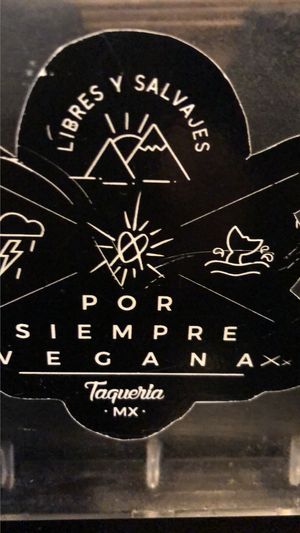 LIBRES Y SALVAJES
POR
SIEMPRE
VEGANA
Taqueria
·MX·